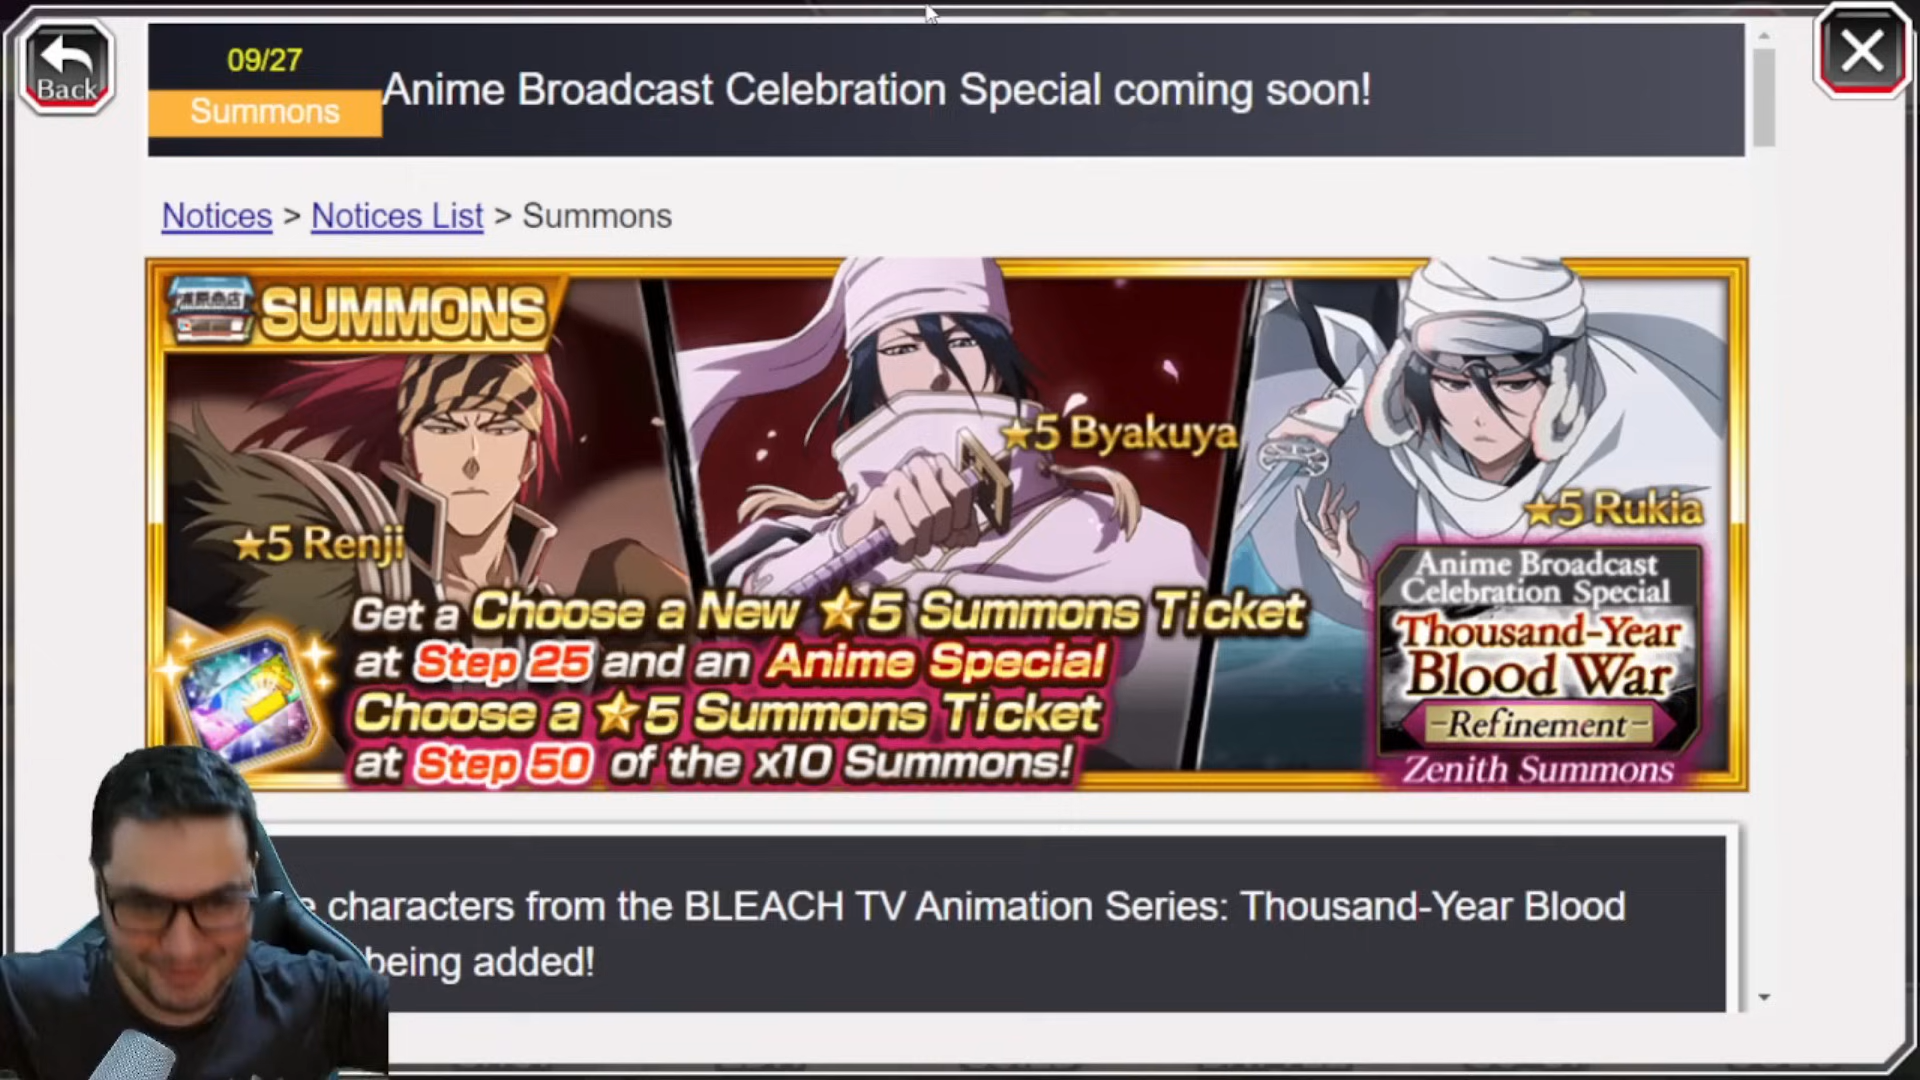 Back
09/27
Summons
Anime Broadcast Celebration Special coming soon!
Notices > Notices List > Summons
SUMMONS
★5 Renji
★5 Byakuya
★5 Rukia
Get a Choose a New ★5 Summons Ticket
at Step 25 and an Anime Special
Choose a ★5 Summons Ticket
at Step 50 of the x10 Summons!
Anime Broadcast
Celebration Special
Thousand-Year
Blood War
-Refinement-
Zenith Summons
characters from the BLEACH TV Animation Series: Thousand-Year Blood
being added!